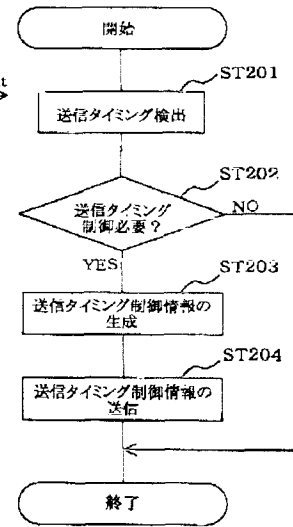 開始
t
ST201
送信タイミング検出
ST202
送信タイミング
制御必要？
NO
YES
ST203
送信タイミング制御情報の
生成
ST204
送信タイミング制御情報の
送信
終了